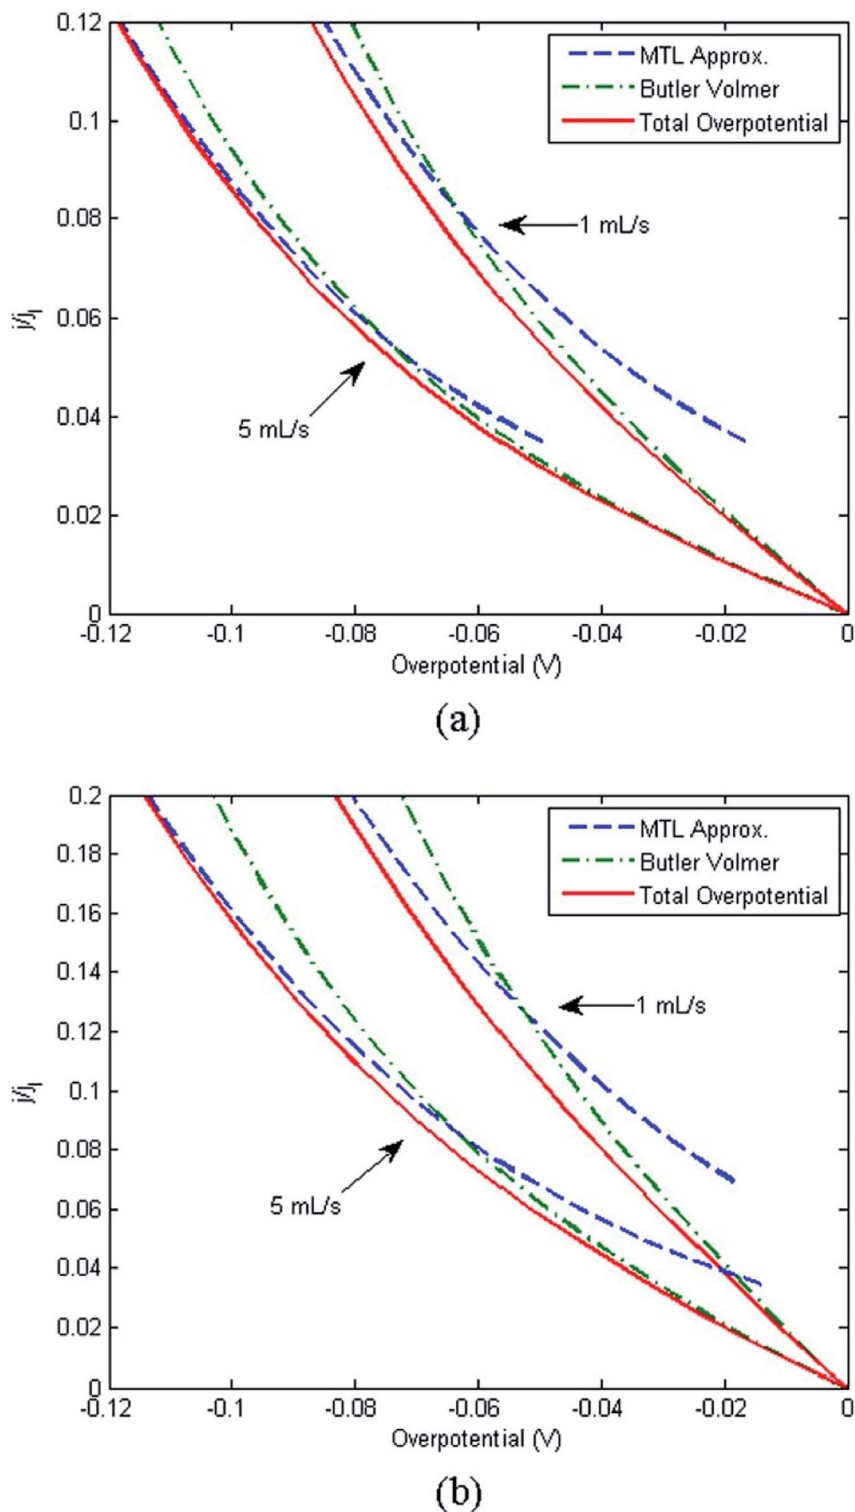 0.12
0.1
0.08
0.06
0.04
0.02
0
j/jl
MTL Approx.
Butler Volmer
Total Overpotential
1 mL/s
5 mL/s
-0.12 -0.1 -0.08 -0.06 -0.04 -0.02 0
Overpotential (V)
(a)
0.2
0.18
0.16
0.14
0.12
0.1
0.08
0.06
0.04
0.02
0
j/jl
MTL Approx.
Butler Volmer
Total Overpotential
1 mL/s
5 mL/s
-0.12 -0.1 -0.08 -0.06 -0.04 -0.02 0
Overpotential (V)
(b)